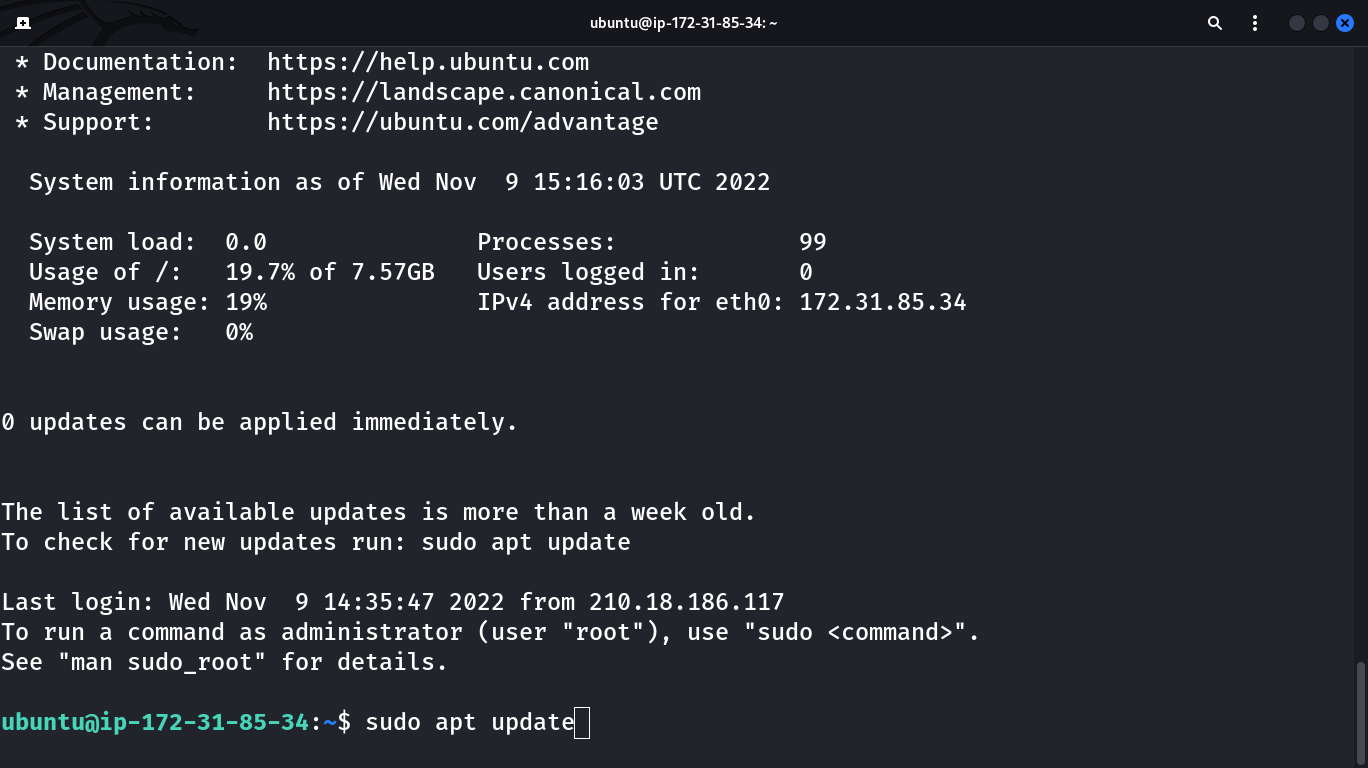 ubuntu@ip-172-31-85-34: ~
* Documentation:  https://help.ubuntu.com
* Management:     https://landscape.canonical.com
* Support:        https://ubuntu.com/advantage
System information as of Wed Nov  9 15:16:03 UTC 2022
System load:  0.0               Processes:             99
Usage of /:   19.7% of 7.57GB   Users logged in:       0
Memory usage: 19%               IPv4 address for eth0: 172.31.85.34
Swap usage:   0%
0 updates can be applied immediately.
The list of available updates is more than a week old.
To check for new updates run: sudo apt update
Last login: Wed Nov  9 14:35:47 2022 from 210.18.186.117
To run a command as administrator (user "root"), use "sudo <command>".
See "man sudo_root" for details.
ubuntu@ip-172-31-85-34:~$ sudo apt update